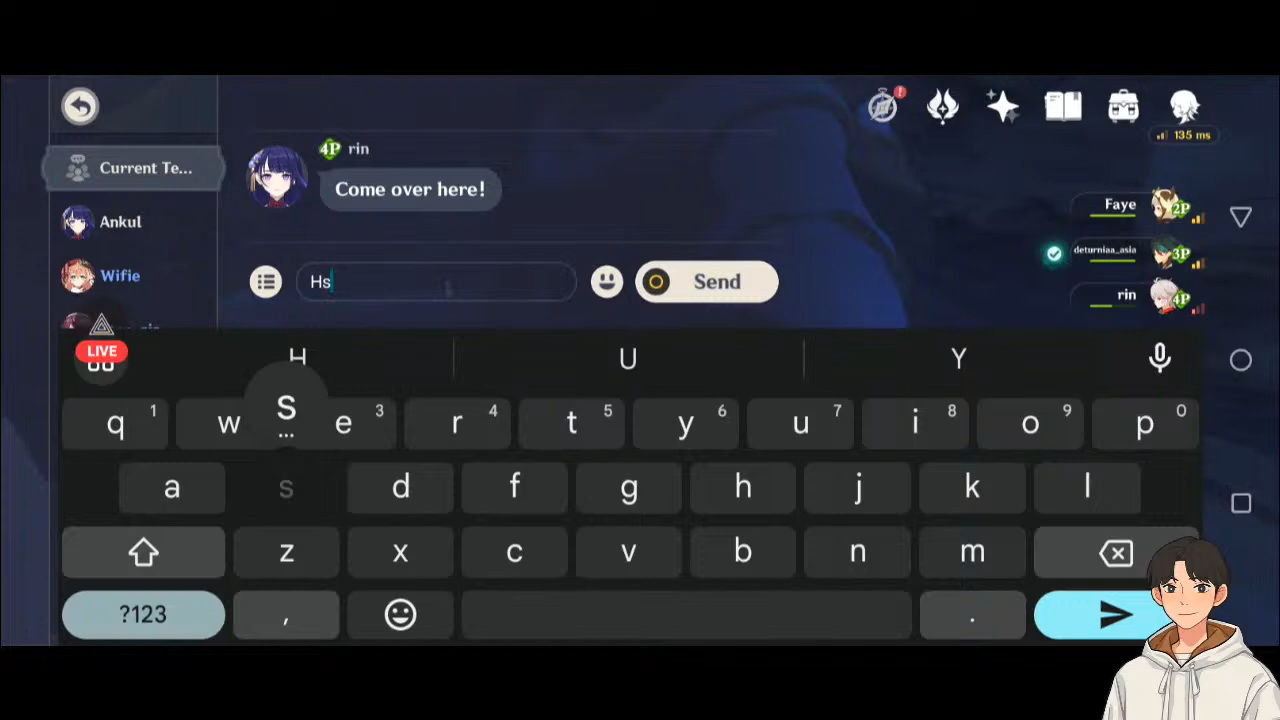 135 ms
Current Te...
4P rin
Come over here!
Ankul
Wifie
Faye 2P
deturniaa_asia 3P
rin 4P
Hs
Send
LIVE
H U Y
S
...
q 1 w e 3 r 4 t 5 y 6 u 7 i 8 o 9 p 0
a s d f g h j k l
z x c v b n m
?123 , .